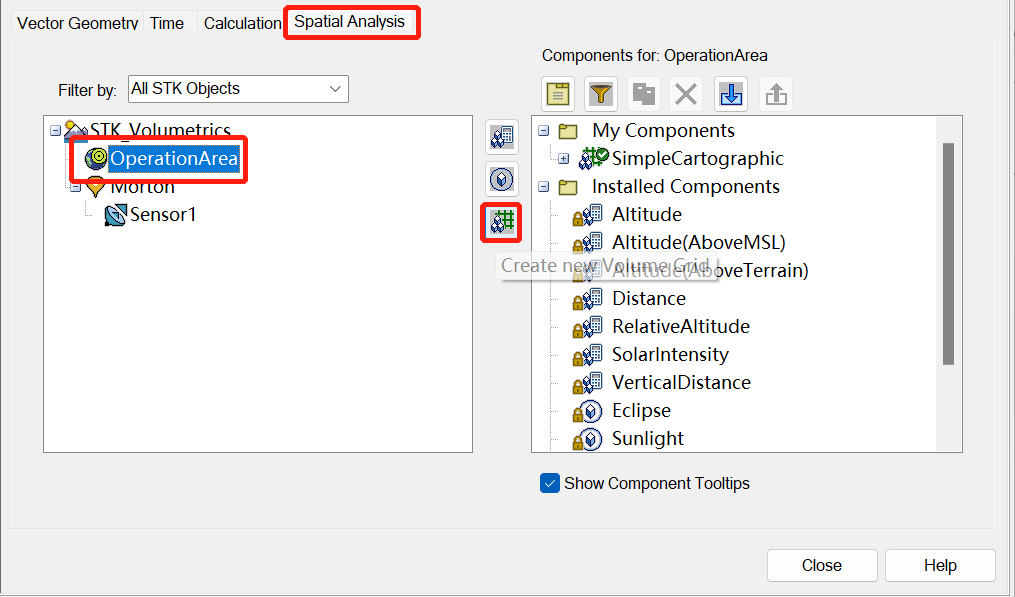 Vector Geometry Time Calculation Spatial Analysis
Components for: OperationArea
Filter by: All STK Objects
STK_Volumetrics
OperationArea
Morton
Sensor1
Create new Volume Grid
My Components
SimpleCartographic
Installed Components
Altitude
Altitude(AboveMSL)
Altitude(AboveTerrain)
Distance
RelativeAltitude
SolarIntensity
VerticalDistance
Eclipse
Sunlight
Show Component Tooltips
Close Help